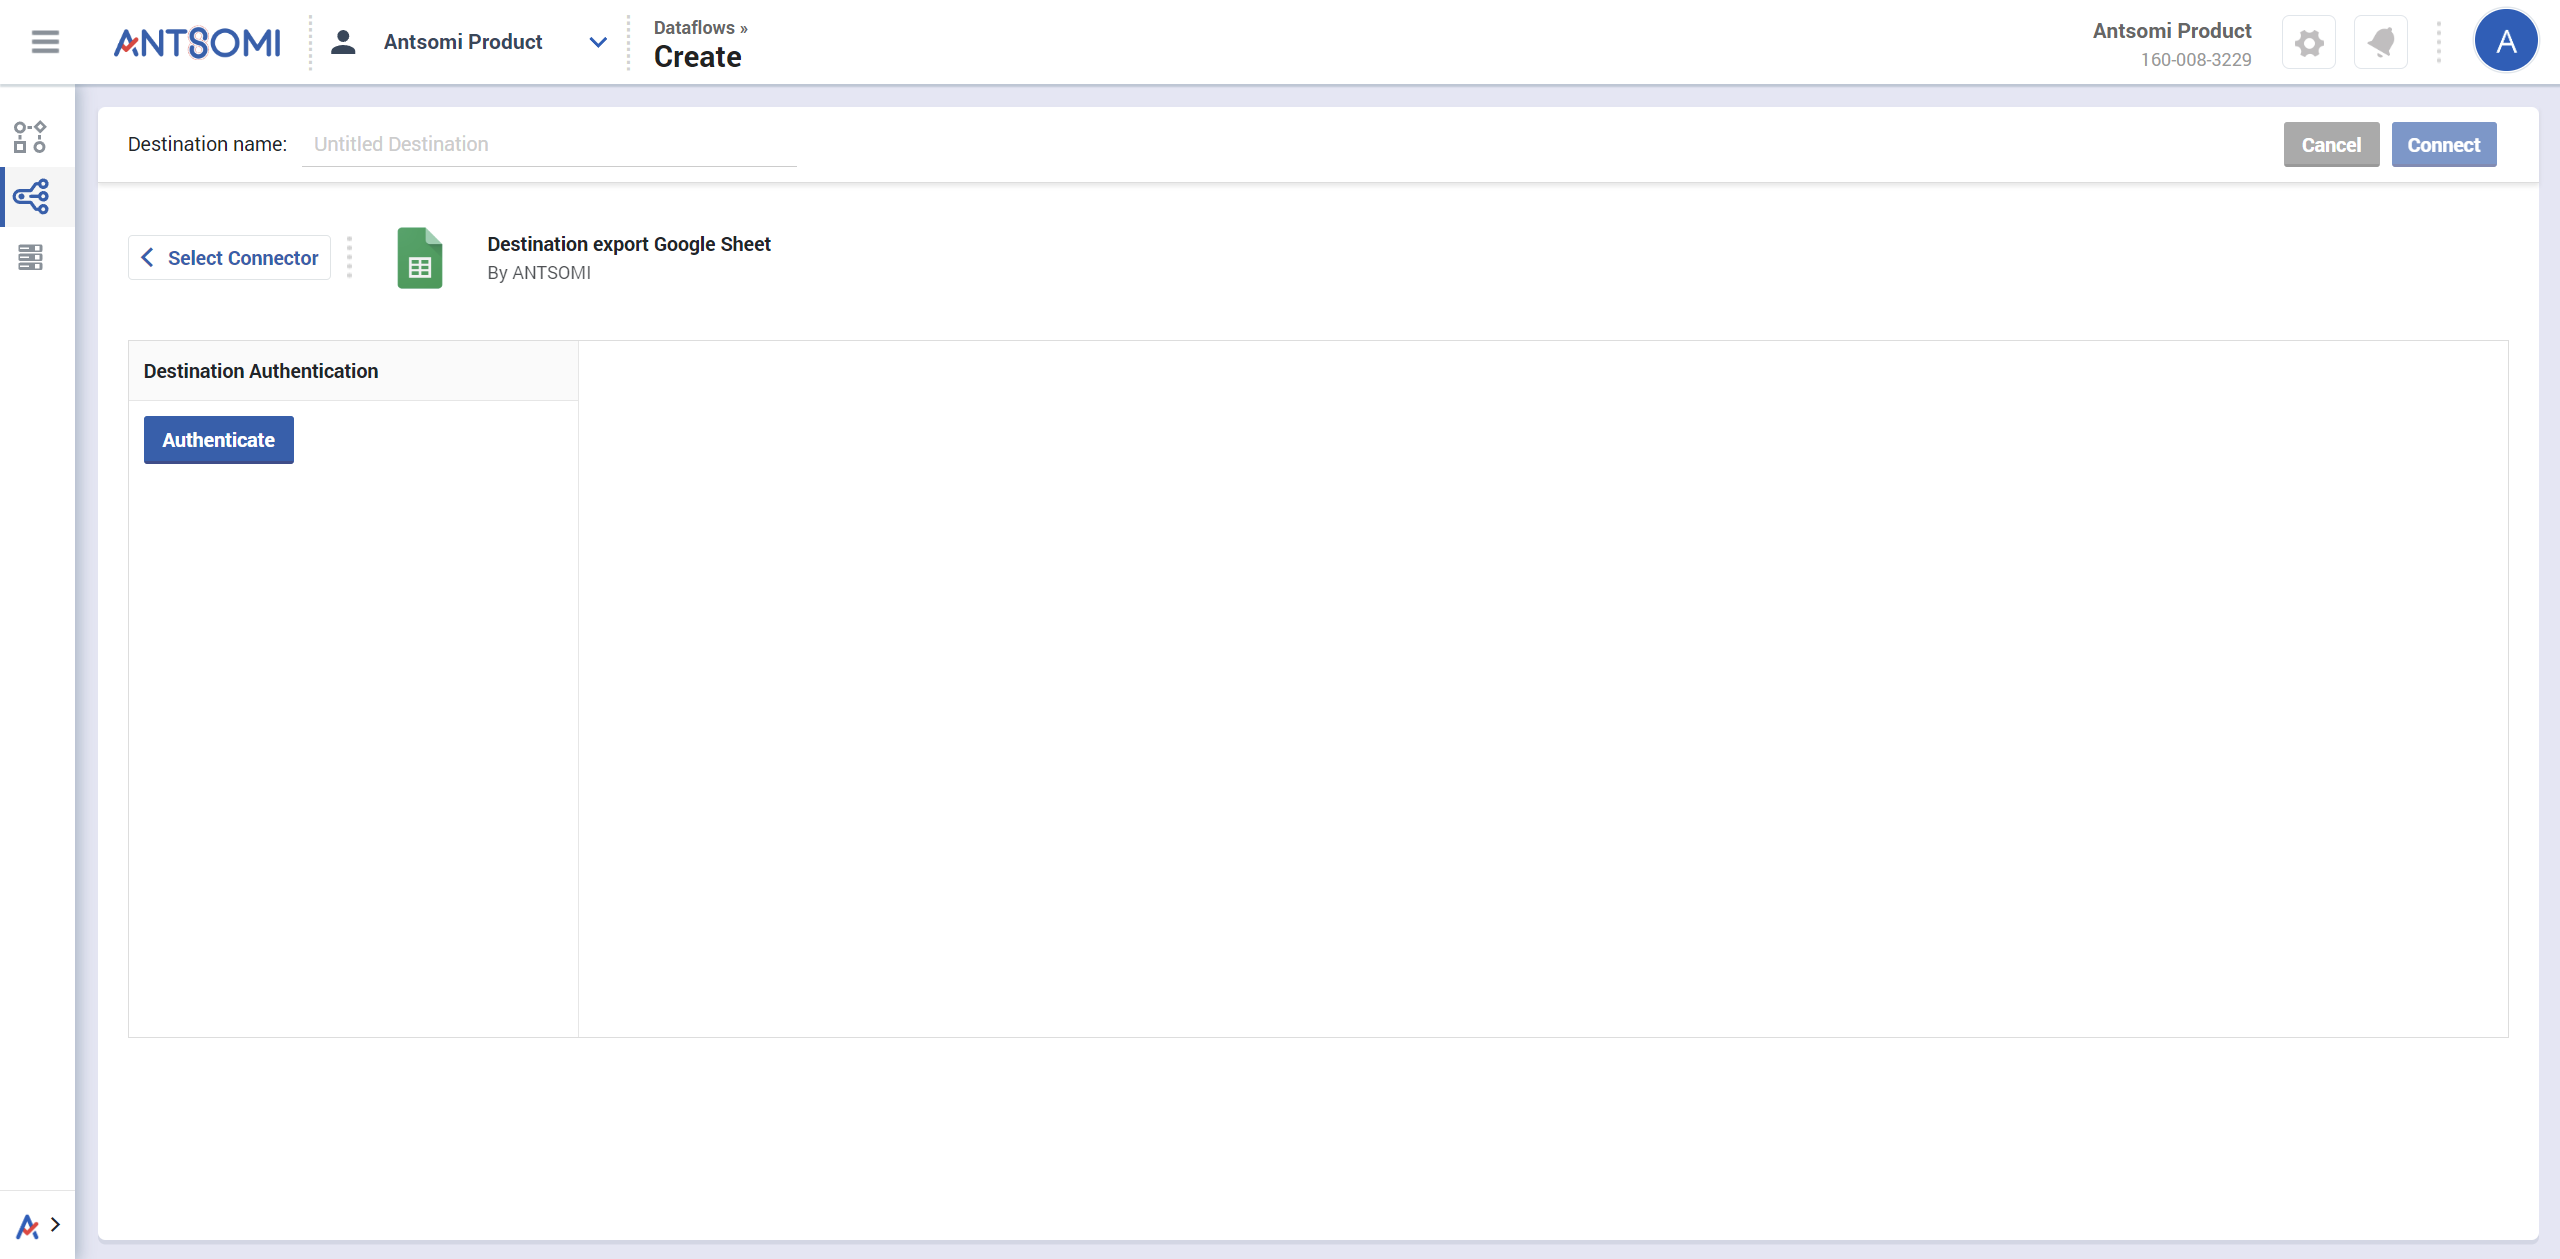 ANTSOMI
Antsomi Product
Dataflows »
Create
Antsomi Product
160-008-3229
A
Destination name:
Untitled Destination
Cancel
Connect
Select Connector
Destination export Google Sheet
By ANTSOMI
Destination Authentication
Authenticate